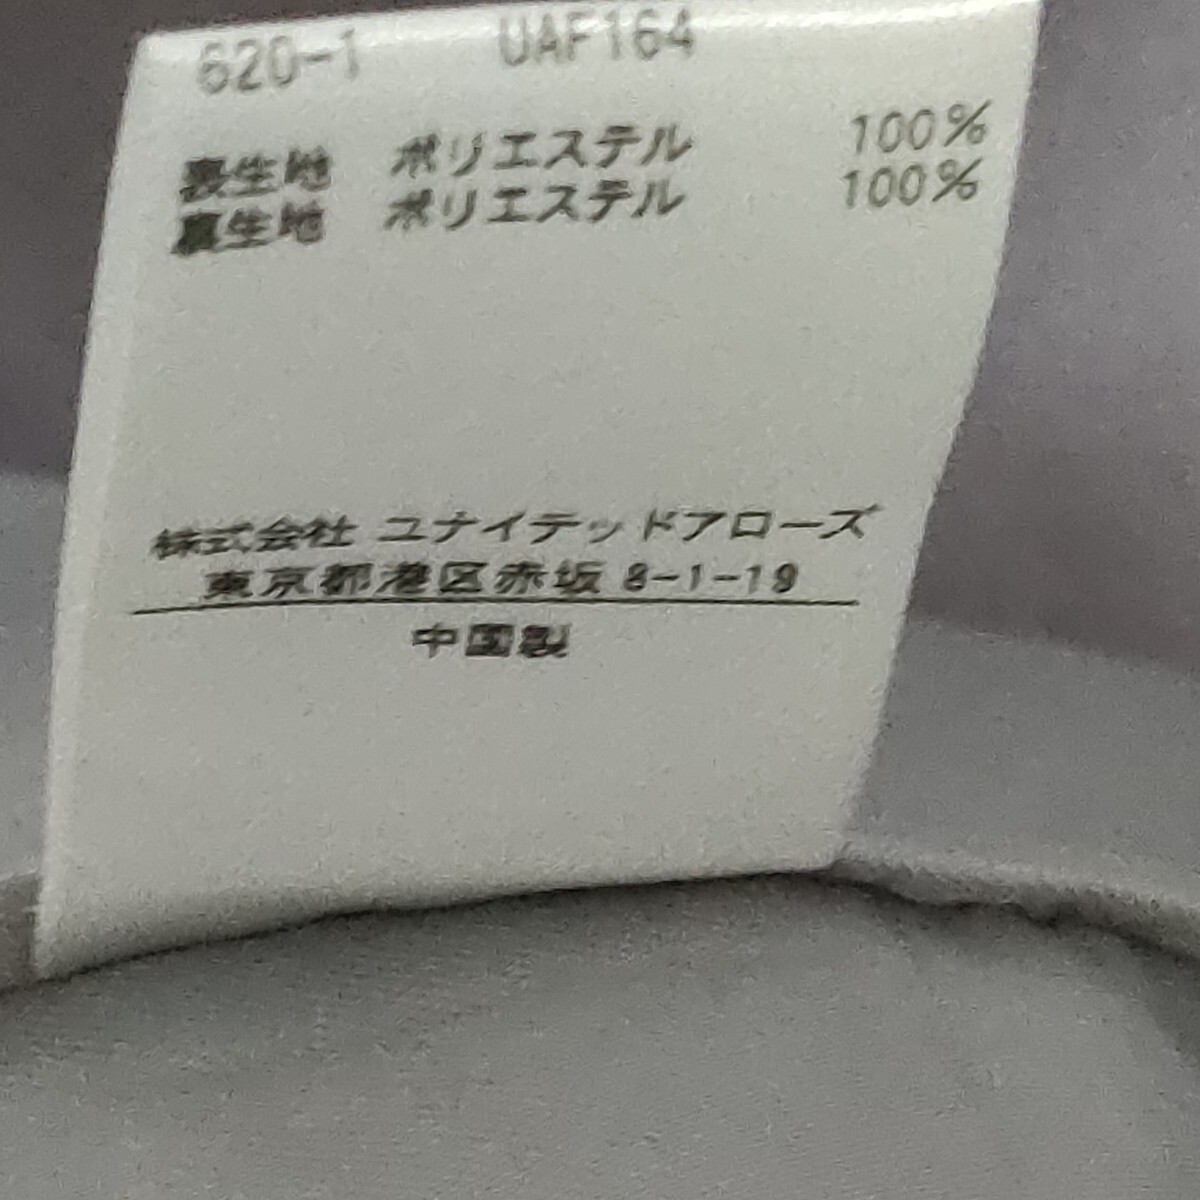 620-1 UAF164
表生地 ポリエステル 100%
裏生地 ポリエステル 100%
株式会社 ユナイテッドアローズ
東京都港区赤坂 8-1-19
中国製